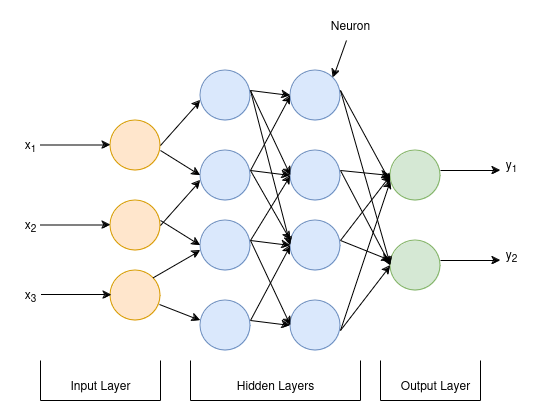 Neuron
x₁
y₁
x₂
y₂
x₃
Input Layer
Hidden Layers
Output Layer